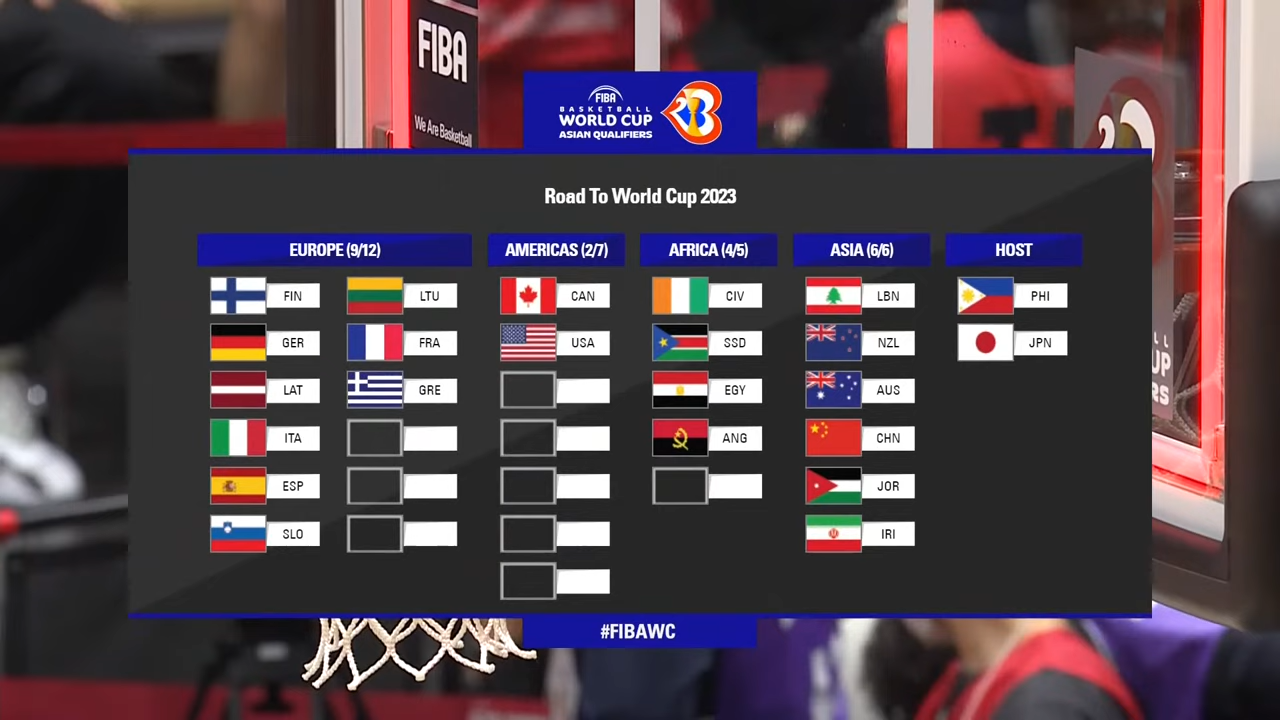 FIBA
We Are Basketball
FIBA
BASKETBALL
WORLD CUP
ASIAN QUALIFIERS
Road To World Cup 2023
EUROPE (9/12)
FIN
LTU
GER
FRA
LAT
GRE
ITA
ESP
SLO
AMERICAS (2/7)
CAN
USA
AFRICA (4/5)
CIV
SSD
EGY
ANG
ASIA (6/6)
LBN
NZL
AUS
CHN
JOR
IRI
HOST
PHI
JPN
#FIBAWC